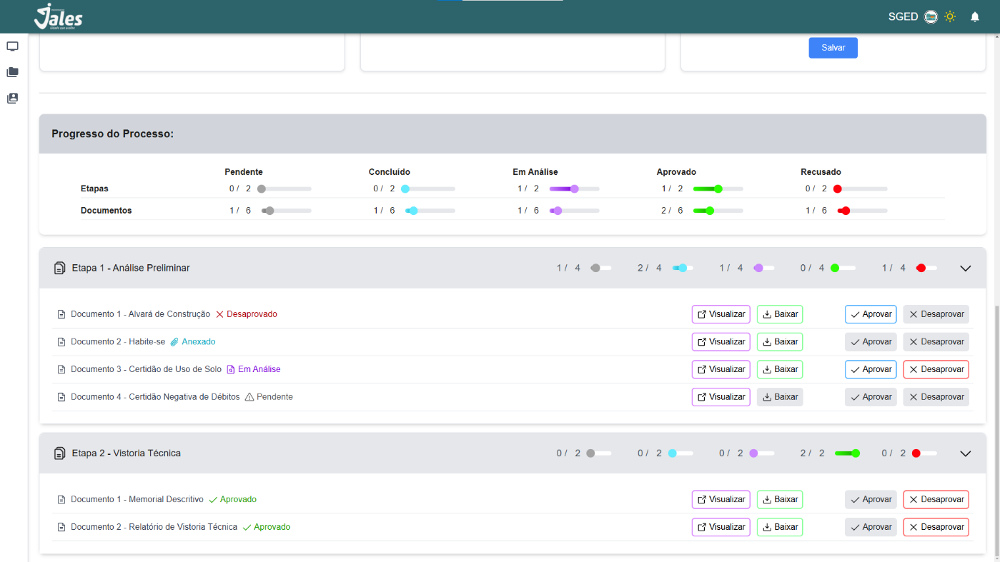 Jales
SGED
Salvar
Progresso do Processo:
Pendente Concluído Em Análise Aprovado Recusado
Etapas 0 / 2 0 / 2 1 / 2 1 / 2 0 / 2
Documentos 1 / 6 1 / 6 1 / 6 2 / 6 1 / 6
Etapa 1 - Análise Preliminar 1 / 4 2 / 4 1 / 4 0 / 4 1 / 4
Documento 1 - Alvará de Construção Desaprovado Visualizar Baixar Aprovar Desaprovar
Documento 2 - Habite-se Anexado Visualizar Baixar Aprovar Desaprovar
Documento 3 - Certidão de Uso de Solo Em Análise Visualizar Baixar Aprovar Desaprovar
Documento 4 - Certidão Negativa de Débitos Pendente Visualizar Baixar Aprovar Desaprovar
Etapa 2 - Vistoria Técnica 0 / 2 0 / 2 0 / 2 2 / 2 0 / 2
Documento 1 - Memorial Descritivo Aprovado Visualizar Baixar Aprovar Desaprovar
Documento 2 - Relatório de Vistoria Técnica Aprovado Visualizar Baixar Aprovar Desaprovar